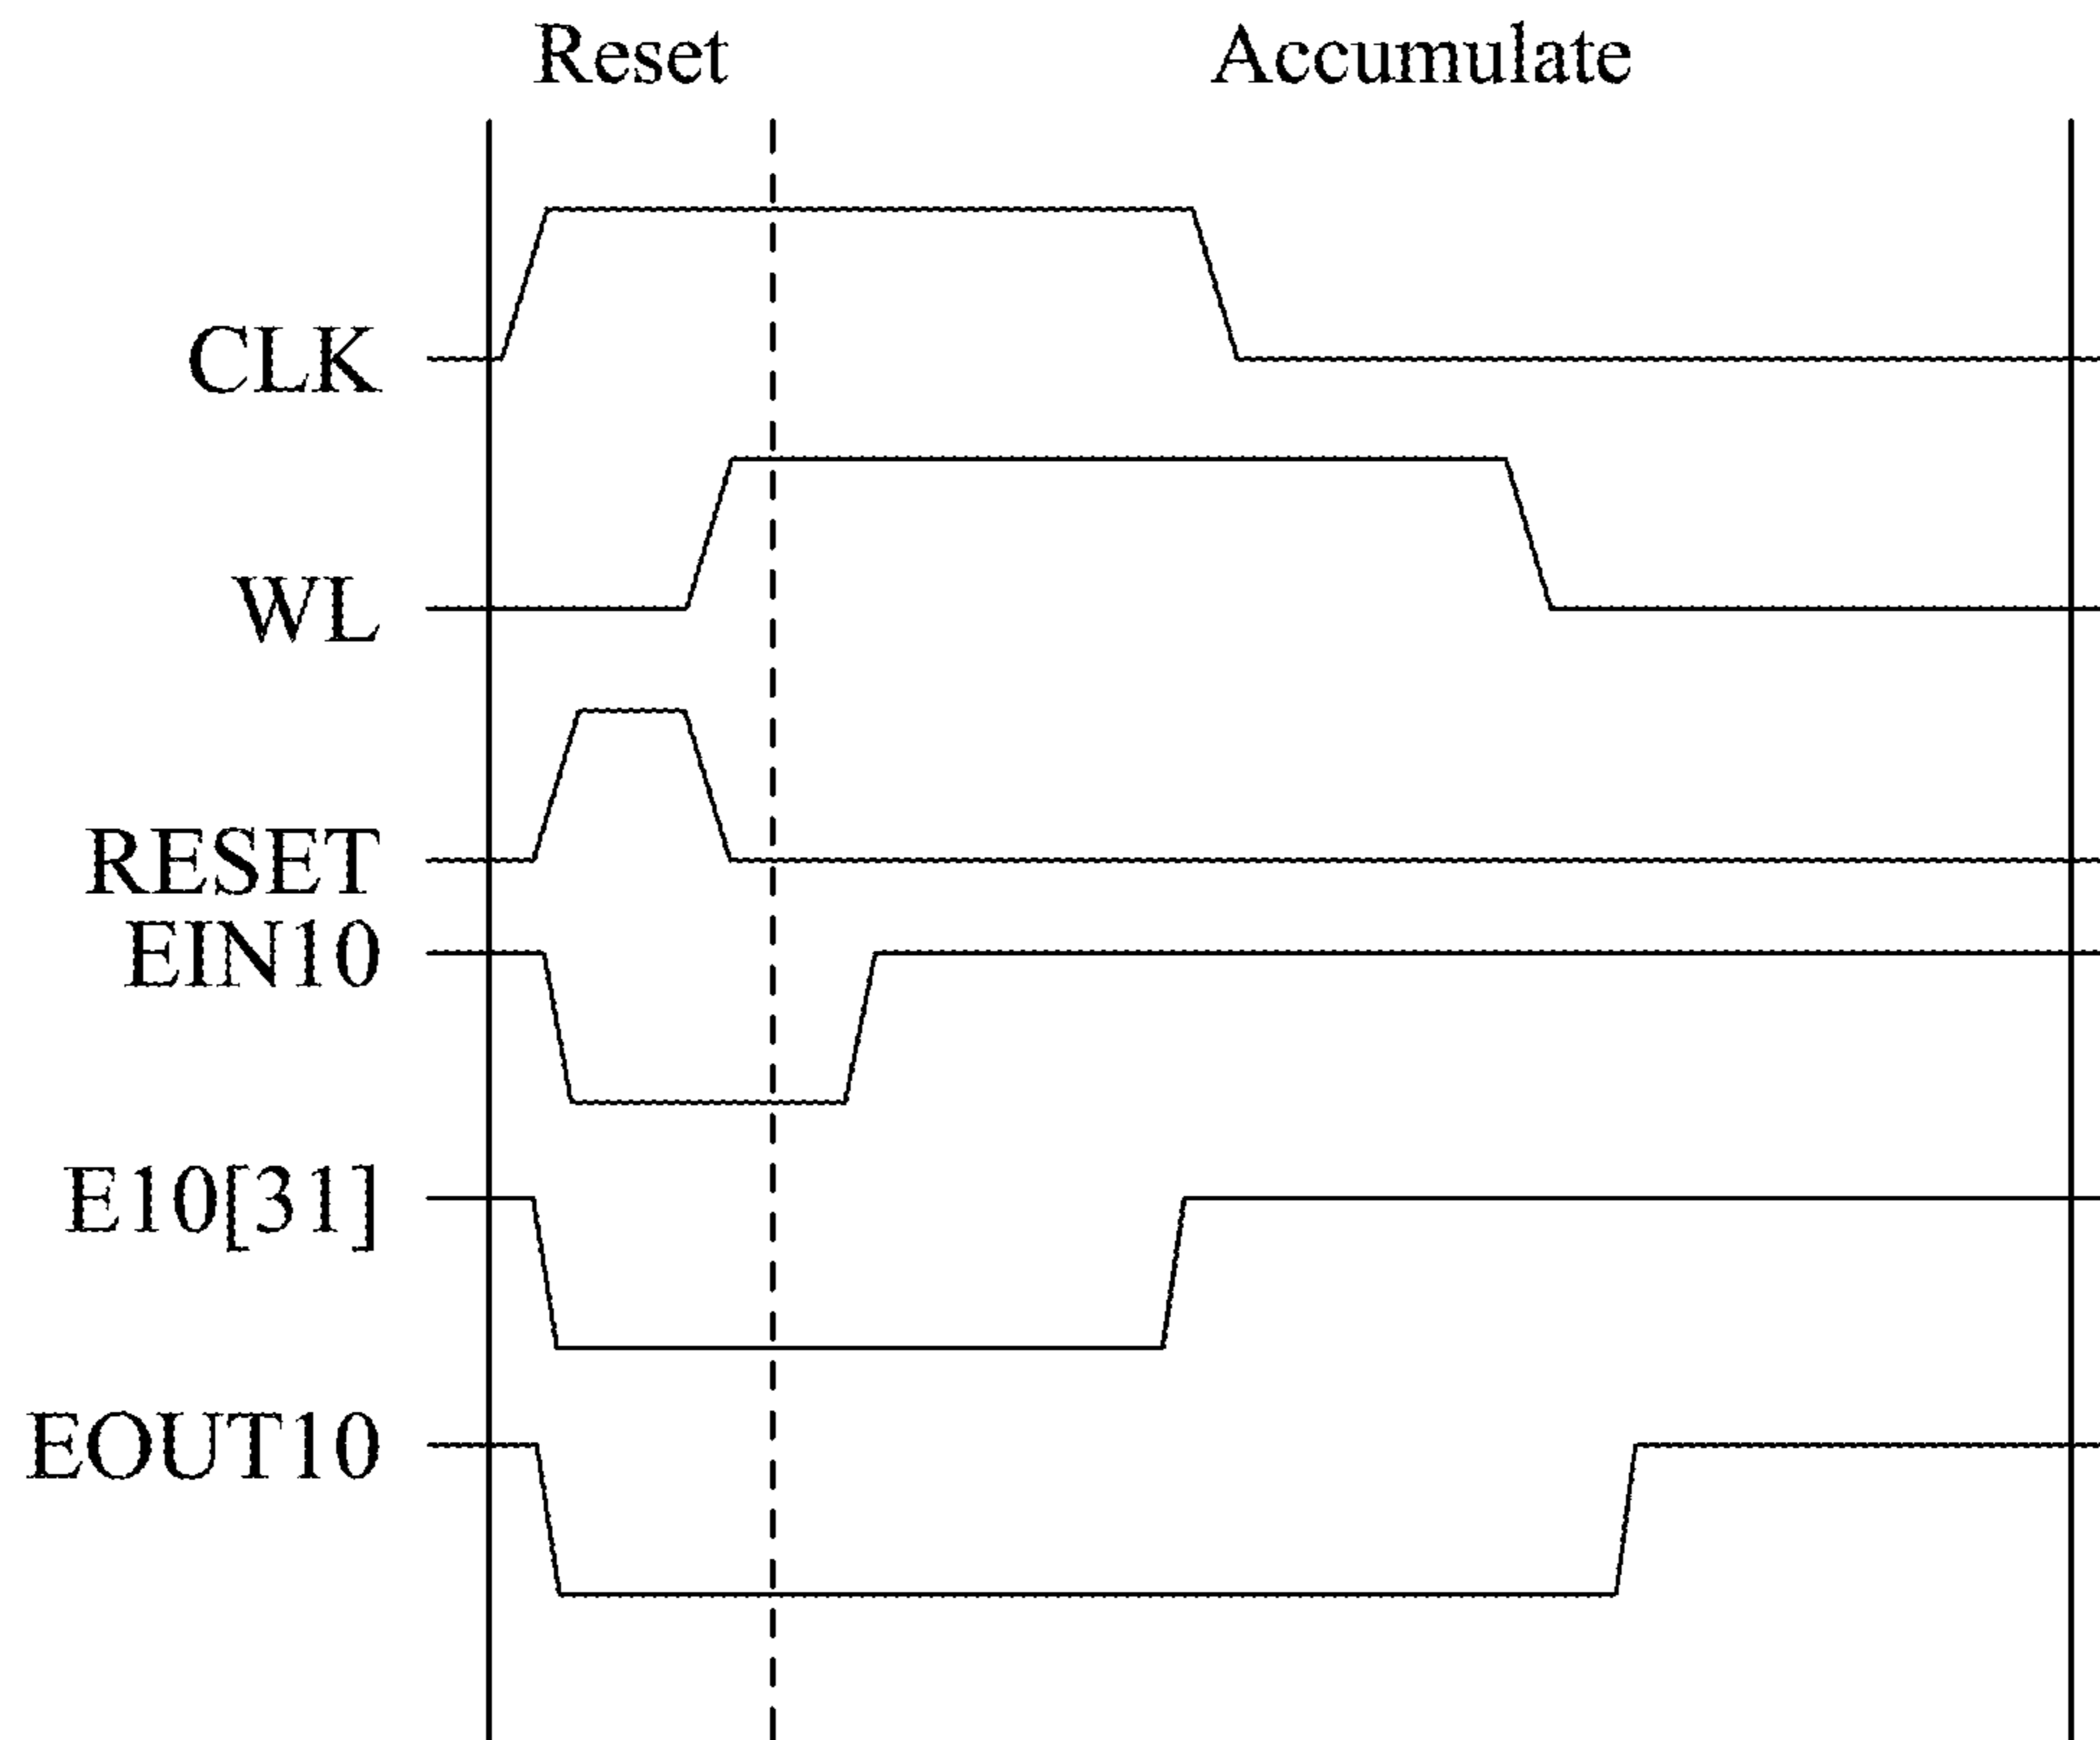 Reset Accumulate
CLK
WL
RESET
EIN10
E10[31]
EOUT10